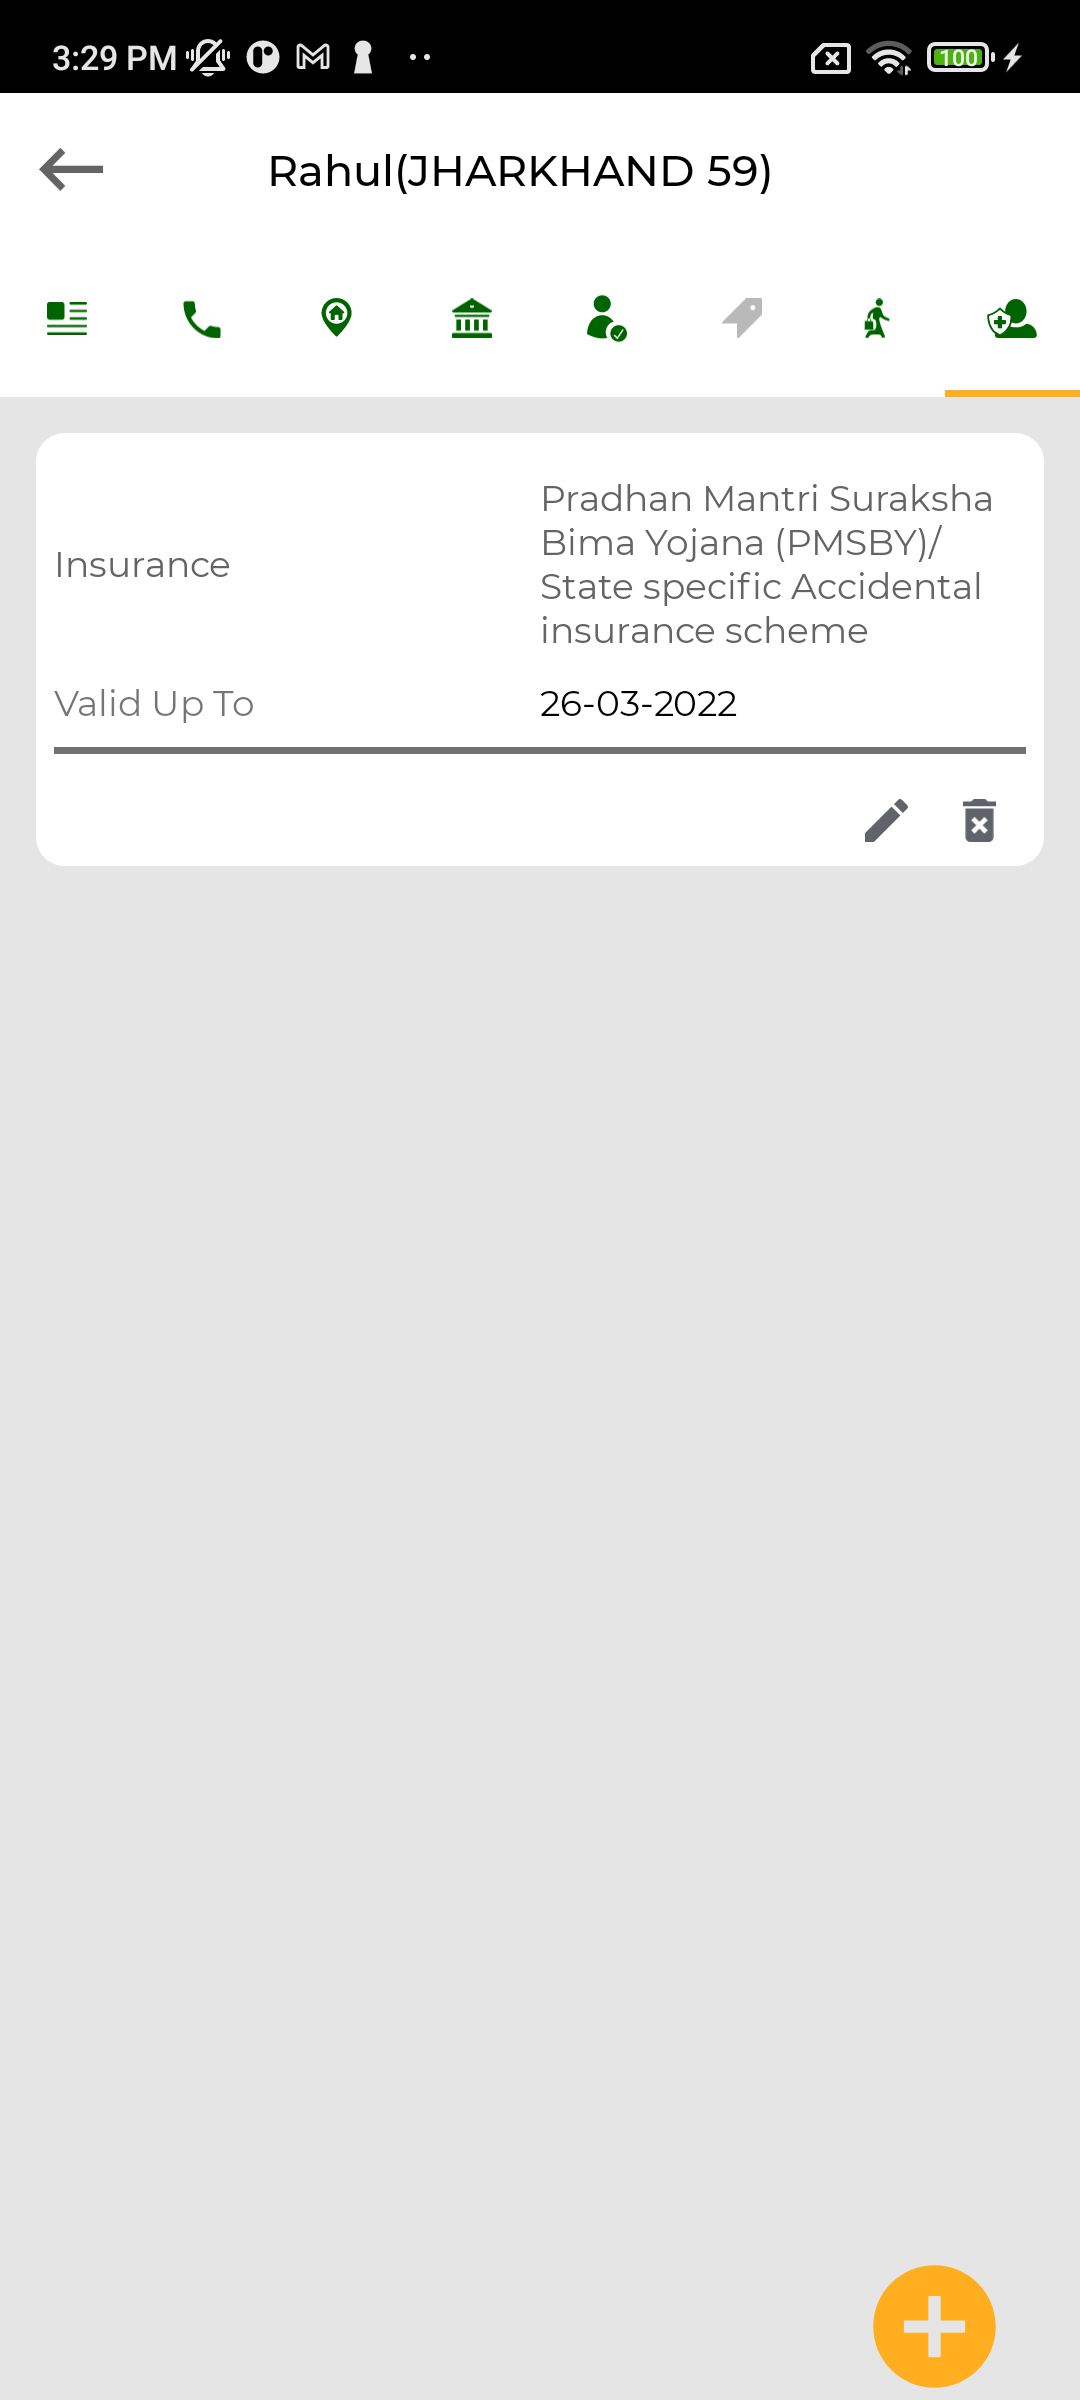 3:29 PM
100
Rahul(JHARKHAND 59)
Insurance
Pradhan Mantri Suraksha
Bima Yojana (PMSBY)/
State specific Accidental
insurance scheme
Valid Up To
26-03-2022